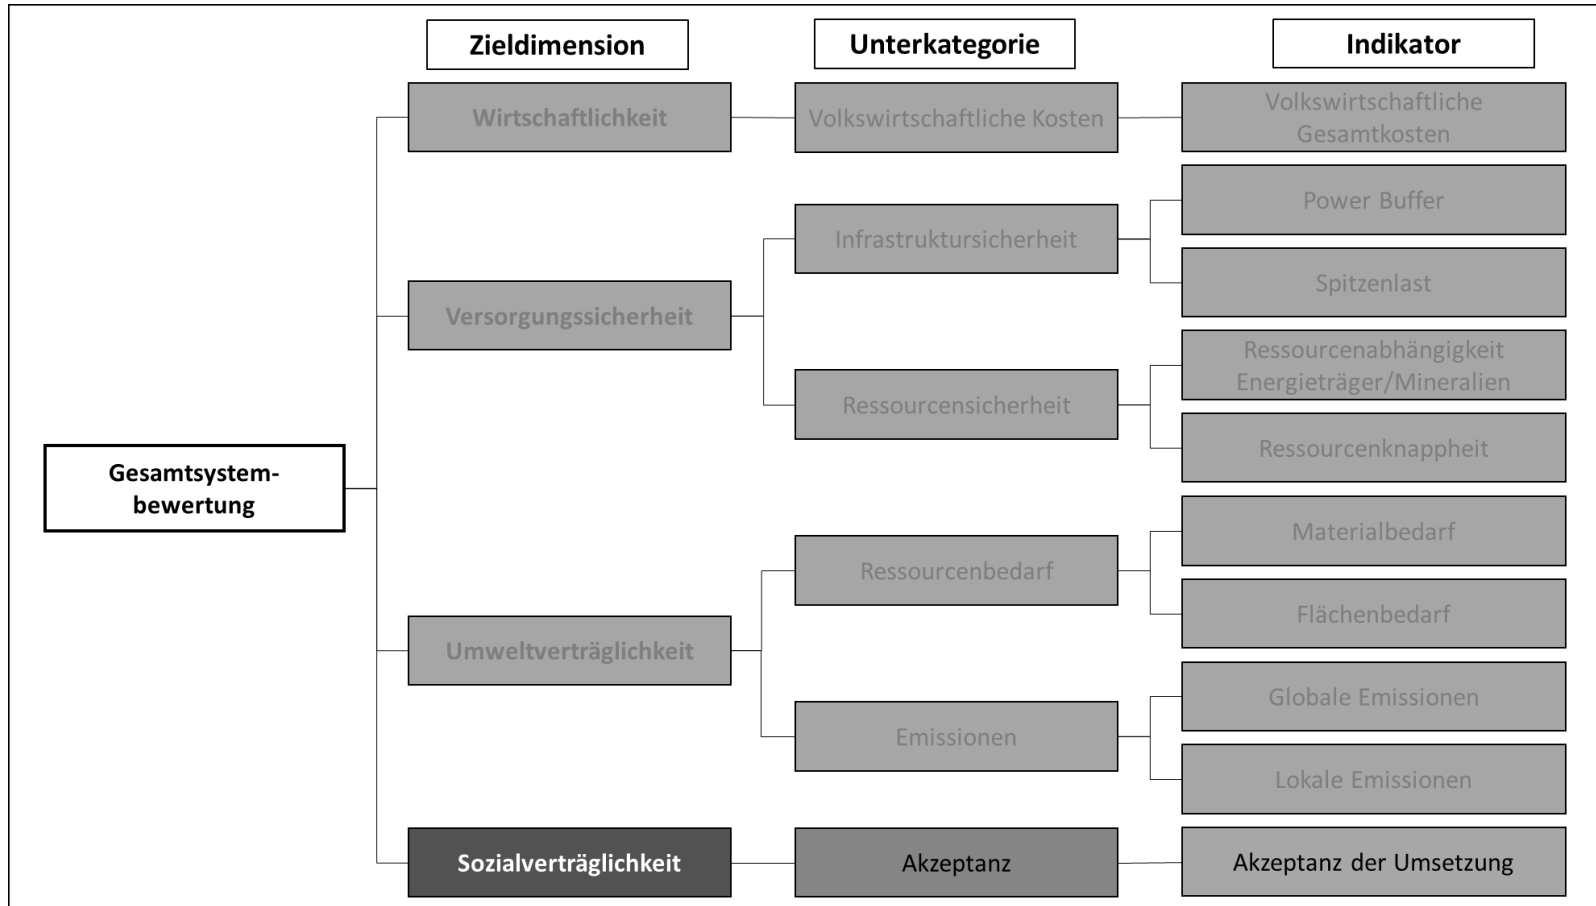 Zieldimension
Unterkategorie
Indikator
Wirtschaftlichkeit
Volkswirtschaftliche Kosten
Volkswirtschaftliche
Gesamtkosten
Power Buffer
Infrastruktursicherheit
Spitzenlast
Versorgungssicherheit
Ressourcenabhängigkeit
Energieträger/Mineralien
Ressourcensicherheit
Ressourcenknappheit
Gesamtsystem-
bewertung
Materialbedarf
Ressourcenbedarf
Flächenbedarf
Umweltverträglichkeit
Globale Emissionen
Emissionen
Lokale Emissionen
Sozialverträglichkeit
Akzeptanz
Akzeptanz der Umsetzung